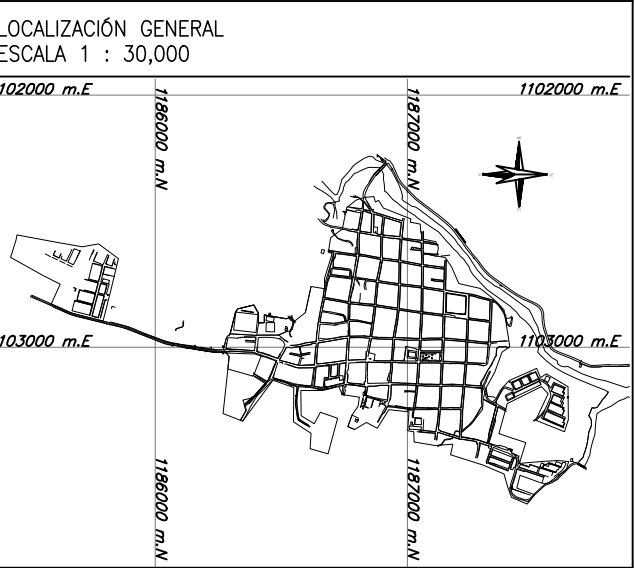 LOCALIZACIÓN GENERAL
ESCALA 1 : 30,000
102000 m.E
1186000 m.N
1187000 m.N
1102000 m.E
103000 m.E
1103000 m.E
1186000 m.N
1187000 m.N